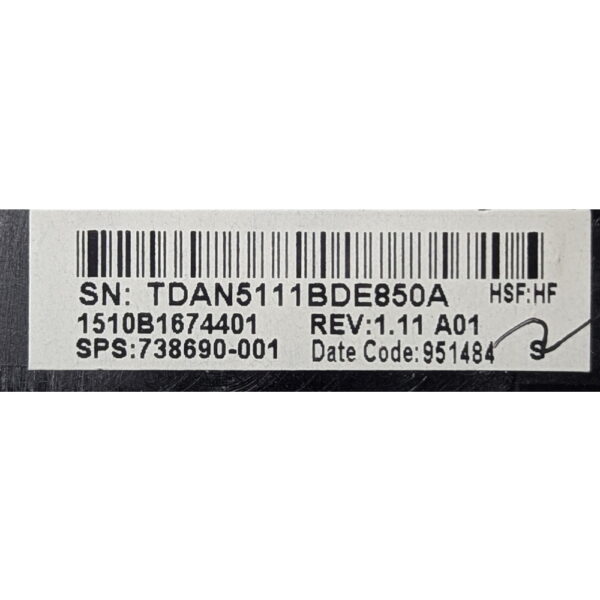 SN: TDAN5111BDE850A HSF:HF
1510B1674401 REV:1.11 A01
SPS:738690-001 Date Code:951484 S